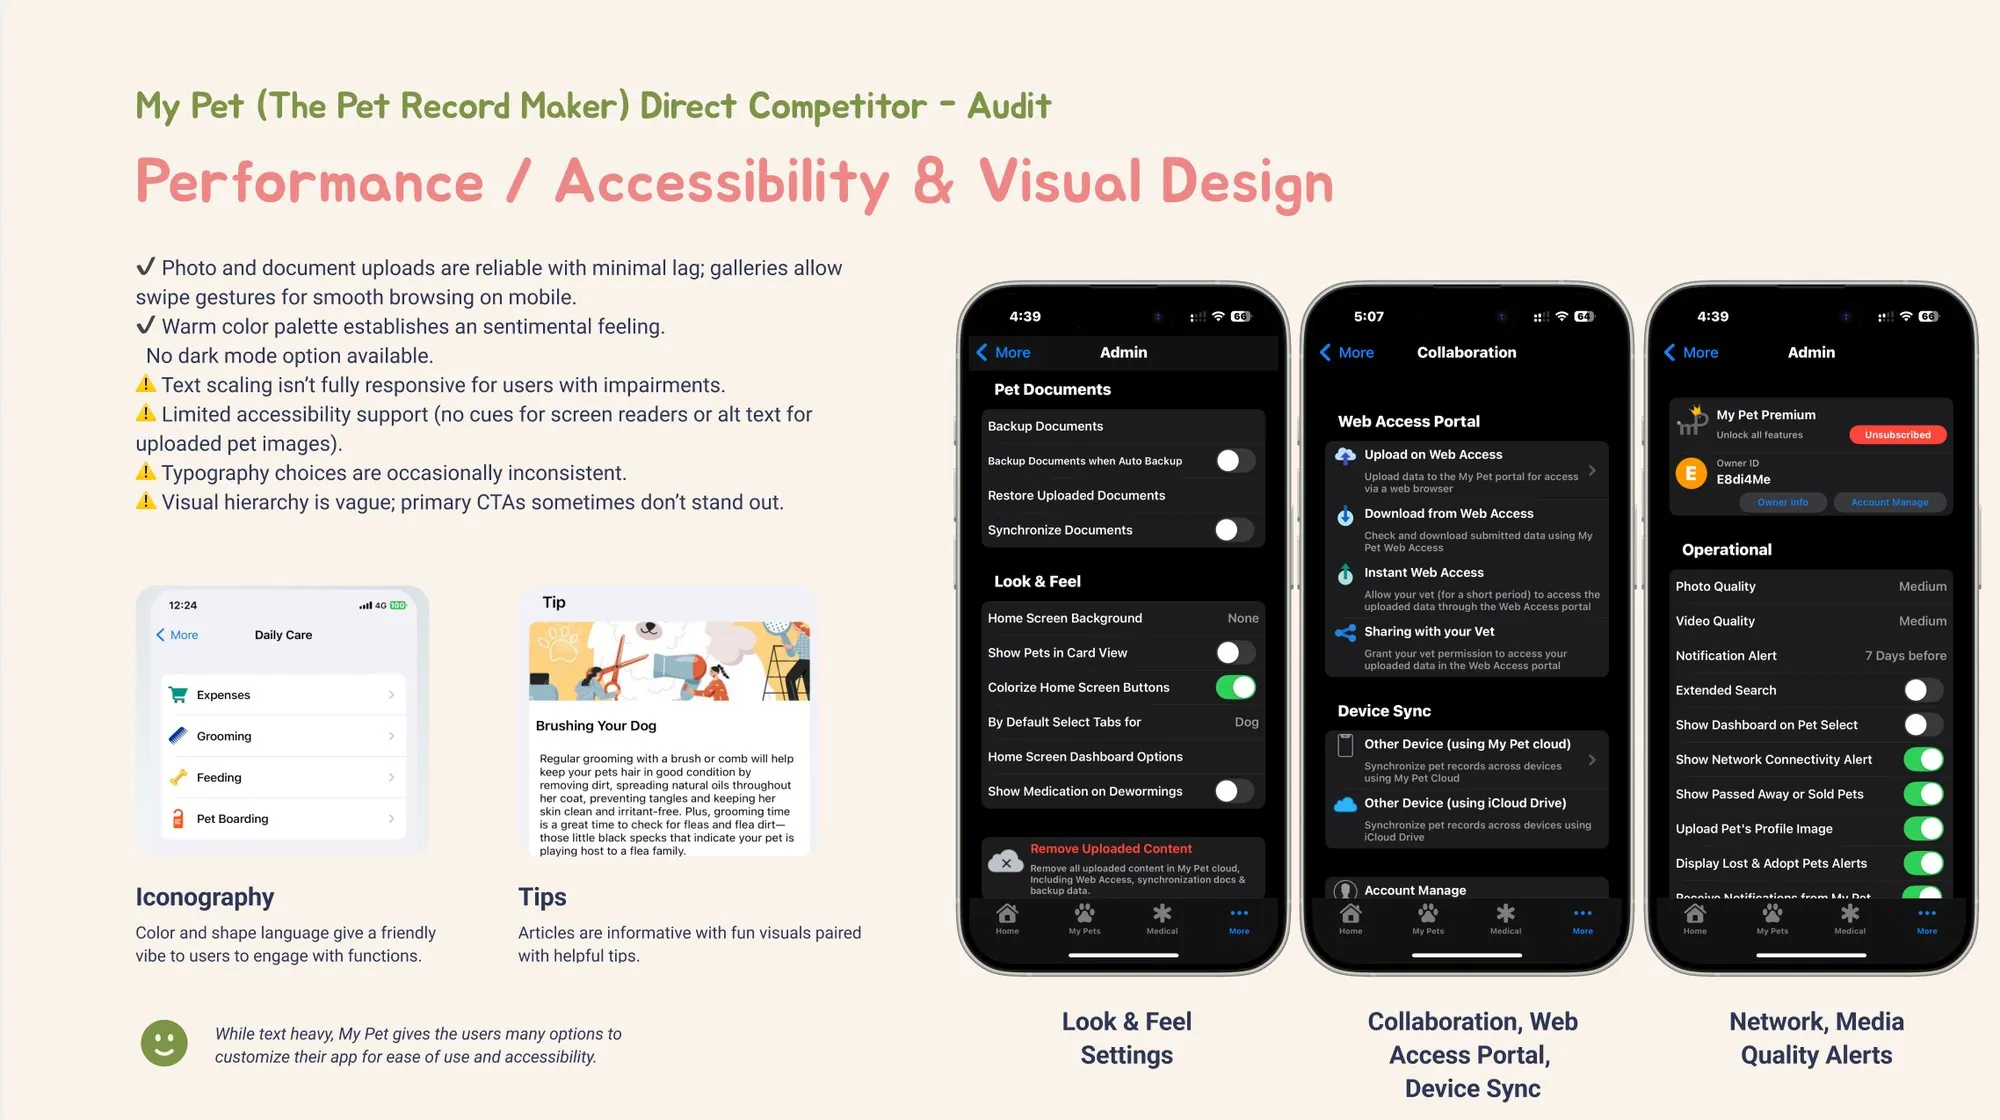 My Pet (The Pet Record Maker) Direct Competitor - Audit
Performance / Accessibility & Visual Design
✔ Photo and document uploads are reliable with minimal lag; galleries allow
swipe gestures for smooth browsing on mobile.
✔ Warm color palette establishes an sentimental feeling.
No dark mode option available.
⚠️ Text scaling isn't fully responsive for users with impairments.
⚠️ Limited accessibility support (no cues for screen readers or alt text for
uploaded pet images).
⚠️ Typography choices are occasionally inconsistent.
⚠️ Visual hierarchy is vague; primary CTAs sometimes don't stand out.
12:24
4G 100
More
Daily Care
Expenses
Grooming
Feeding
Pet Boarding
Iconography
Color and shape language give a friendly
vibe to users to engage with functions.
Tip
Brushing Your Dog
Regular grooming with a brush or comb will help
keep your pets hair in good condition by
removing dirt, spreading natural oils throughout
her coat, preventing tangles and keeping her
skin clean and irritant-free. Plus, grooming time
is a great time to check for fleas and flea dirt—
those little black specks that indicate your pet is
playing host to a flea family.
Tips
Articles are informative with fun visuals paired
with helpful tips.
While text heavy, My Pet gives the users many options to
customize their app for ease of use and accessibility.
4:39
66
More
Admin
Pet Documents
Backup Documents
Backup Documents when Auto Backup
Restore Uploaded Documents
Synchronize Documents
Look & Feel
Home Screen Background None
Show Pets in Card View
Colorize Home Screen Buttons
By Default Select Tabs for Dog
Home Screen Dashboard Options
Show Medication on Dewormings
Remove Uploaded Content
Remove all uploaded content in My Pet cloud,
Including Web Access, synchronization docs &
backup data.
Home My Pets Medical More
Look & Feel
Settings
5:07
64
More
Collaboration
Web Access Portal
Upload on Web Access
Upload data to the My Pet portal for access
via a web browser
Download from Web Access
Check and download submitted data using My
Pet Web Access
Instant Web Access
Allow your vet (for a short period) to access the
uploaded data through the Web Access portal
Sharing with your Vet
Grant your vet permission to access your
uploaded data in the Web Access portal
Device Sync
Other Device (using My Pet cloud)
Synchronize pet records across devices
using My Pet Cloud
Other Device (using iCloud Drive)
Synchronize pet records across devices using
iCloud Drive
Account Manage
Home My Pets Medical More
Collaboration, Web
Access Portal,
Device Sync
4:39
66
More
Admin
mP
My Pet Premium
Unlock all features
Unsubscribed
E
Owner ID
E8di4Me
Owner Info Account Manage
Operational
Photo Quality Medium
Video Quality Medium
Notification Alert 7 Days before
Extended Search
Show Dashboard on Pet Select
Show Network Connectivity Alert
Show Passed Away or Sold Pets
Upload Pet's Profile Image
Display Lost & Adopt Pets Alerts
Receive Notifications from My Pet
Home My Pets Medical More
Network, Media
Quality Alerts